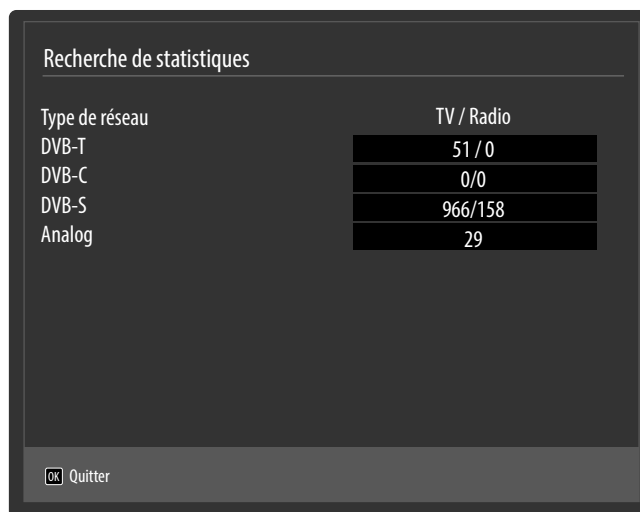 Recherche de statistiques
Type de réseau TV / Radio
DVB-T 51 / 0
DVB-C 0/0
DVB-S 966/158
Analog 29
OK Quitter